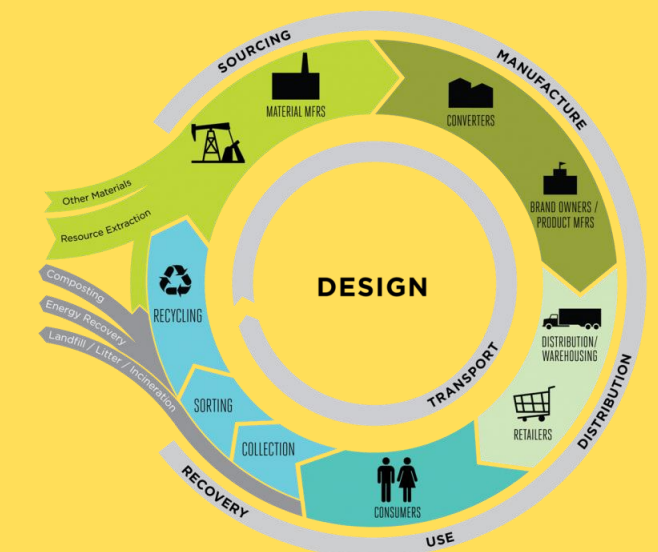 SOURCING
MANUFACTURE
MATERIAL MFRS
CONVERTERS
BRAND OWNERS /
PRODUCT MFRS
Other Materials
Resource Extraction
Composting
Energy Recovery
Landfill / Litter / Incineration
RECYCLING
DESIGN
TRANSPORT
DISTRIBUTION/
WAREHOUSING
DISTRIBUTION
RETAILERS
SORTING
COLLECTION
CONSUMERS
RECOVERY
USE